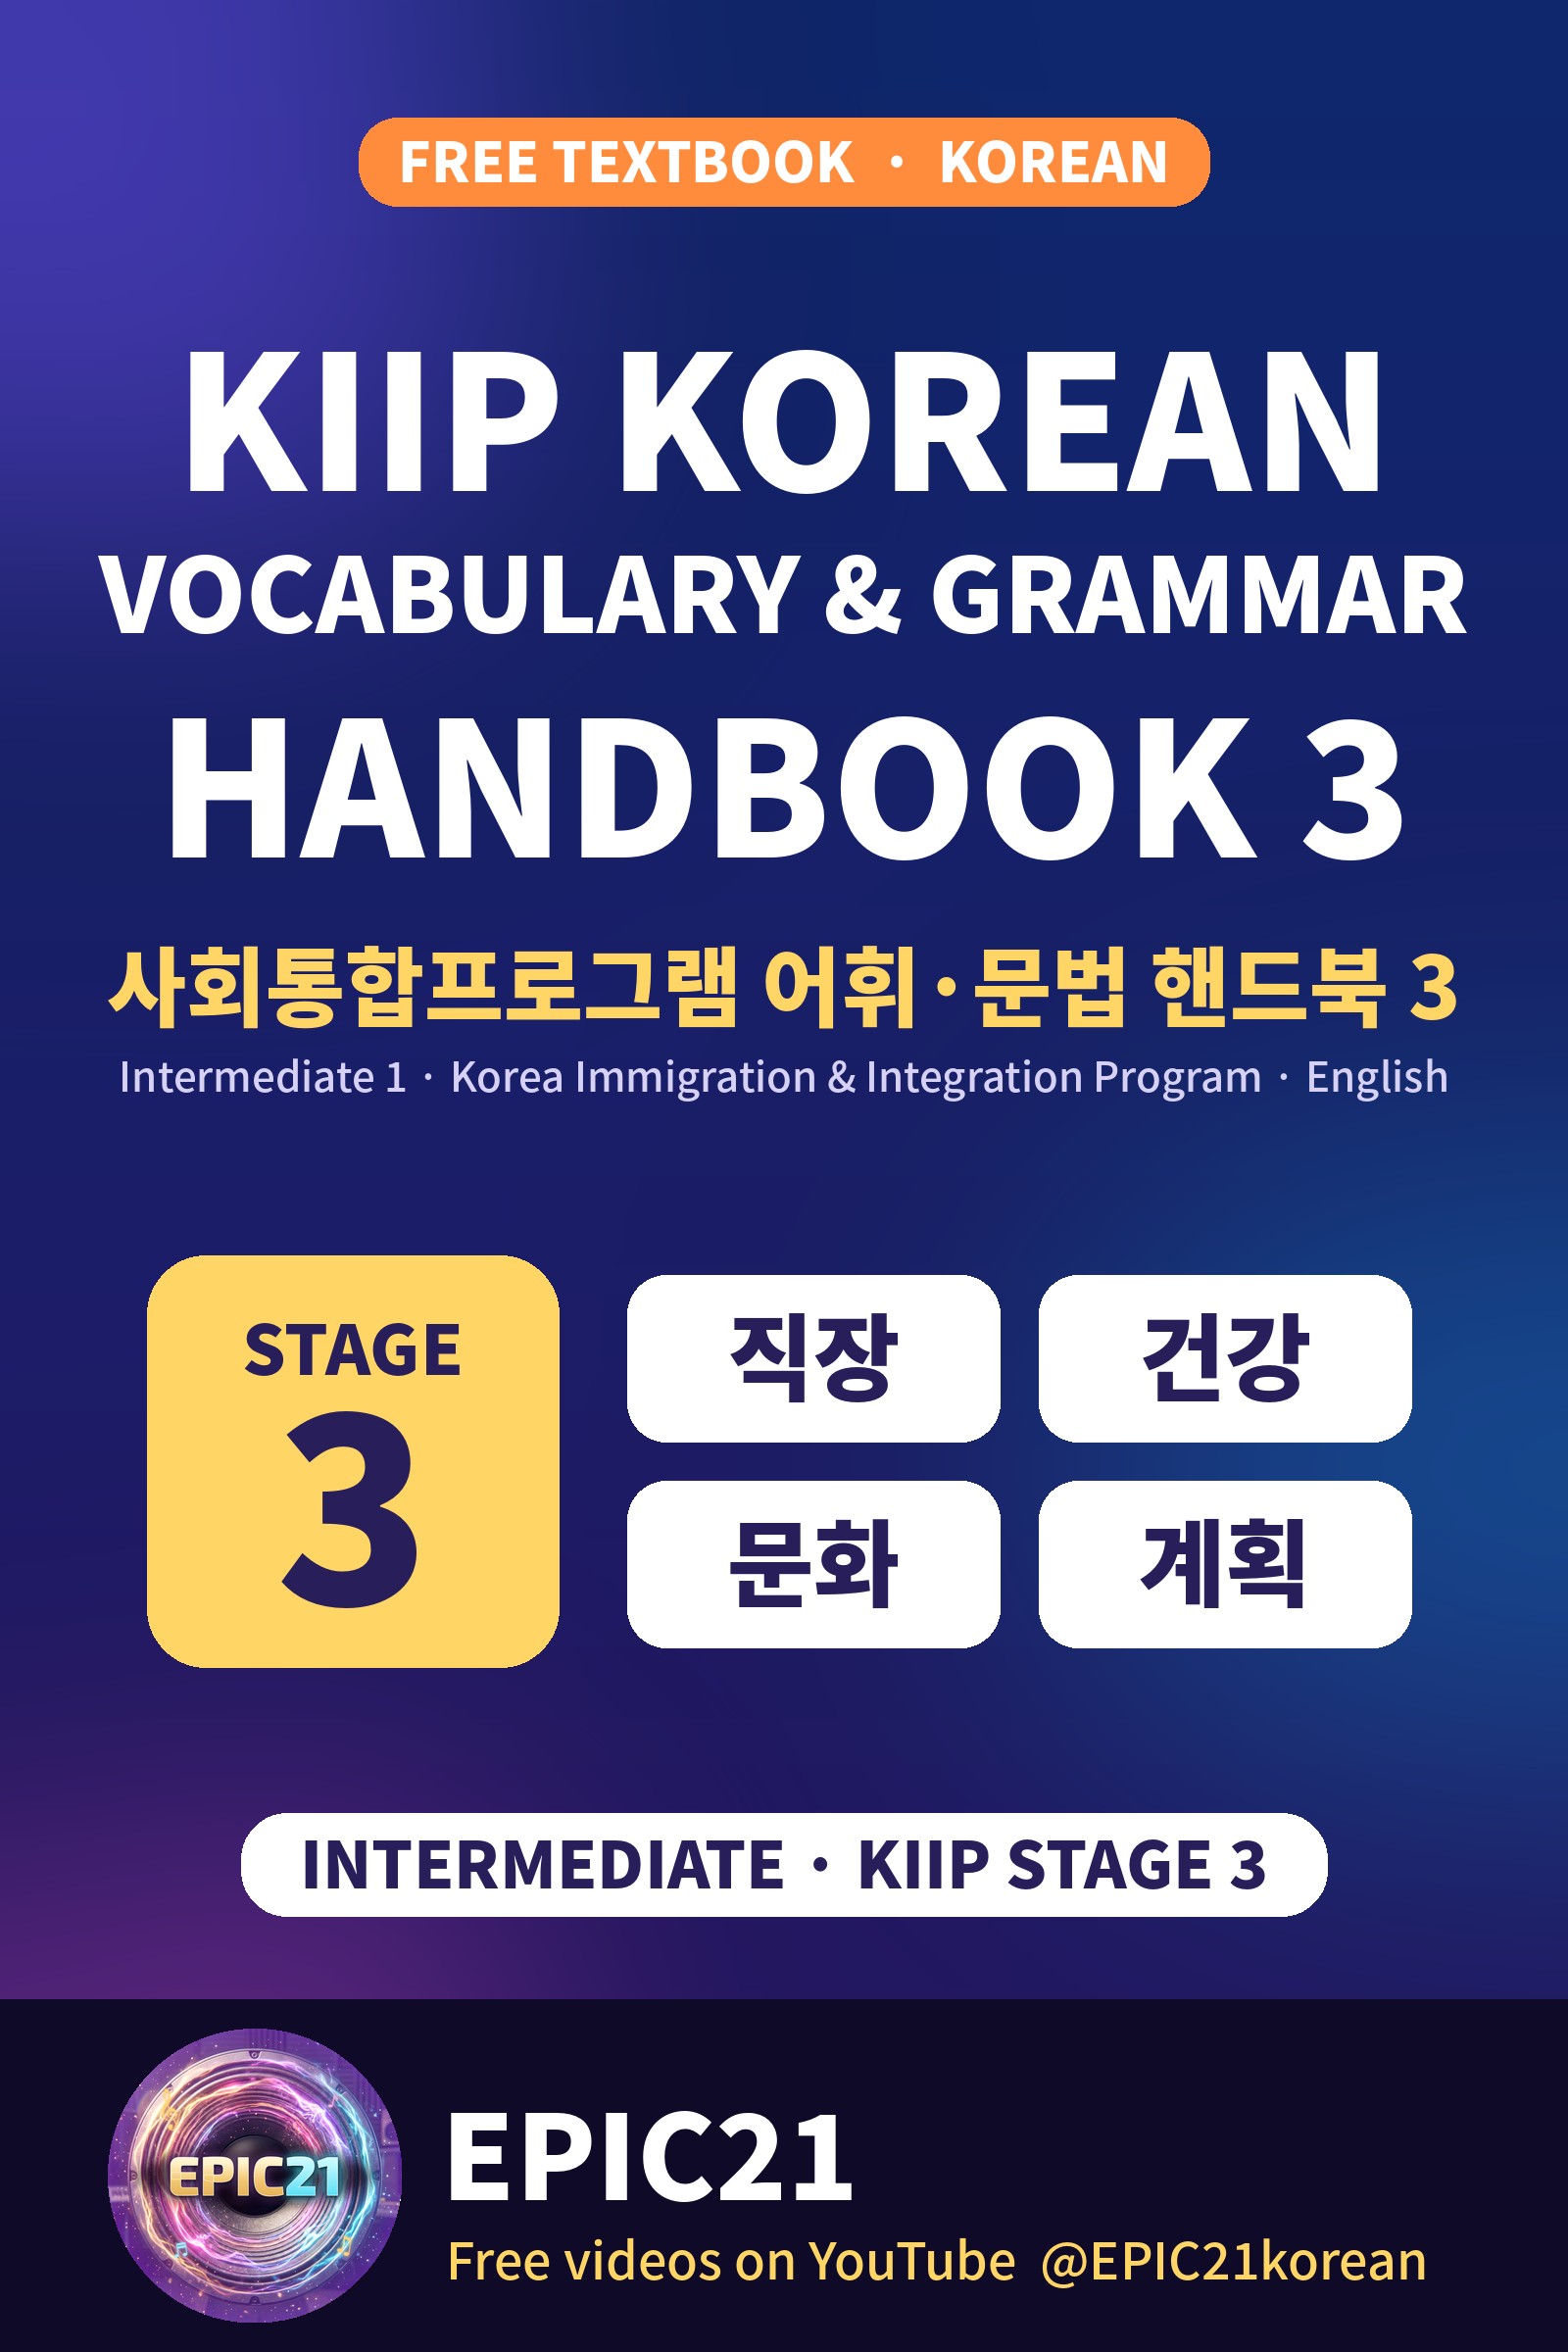 FREE TEXTBOOK · KOREAN
KIIP KOREAN
VOCABULARY & GRAMMAR
HANDBOOK 3
사회통합프로그램 어휘·문법 핸드북 3
Intermediate 1 · Korea Immigration & Integration Program · English
STAGE
3
직장
건강
문화
계획
INTERMEDIATE · KIIP STAGE 3
EPIC21
EPIC21
Free videos on YouTube @EPIC21korean